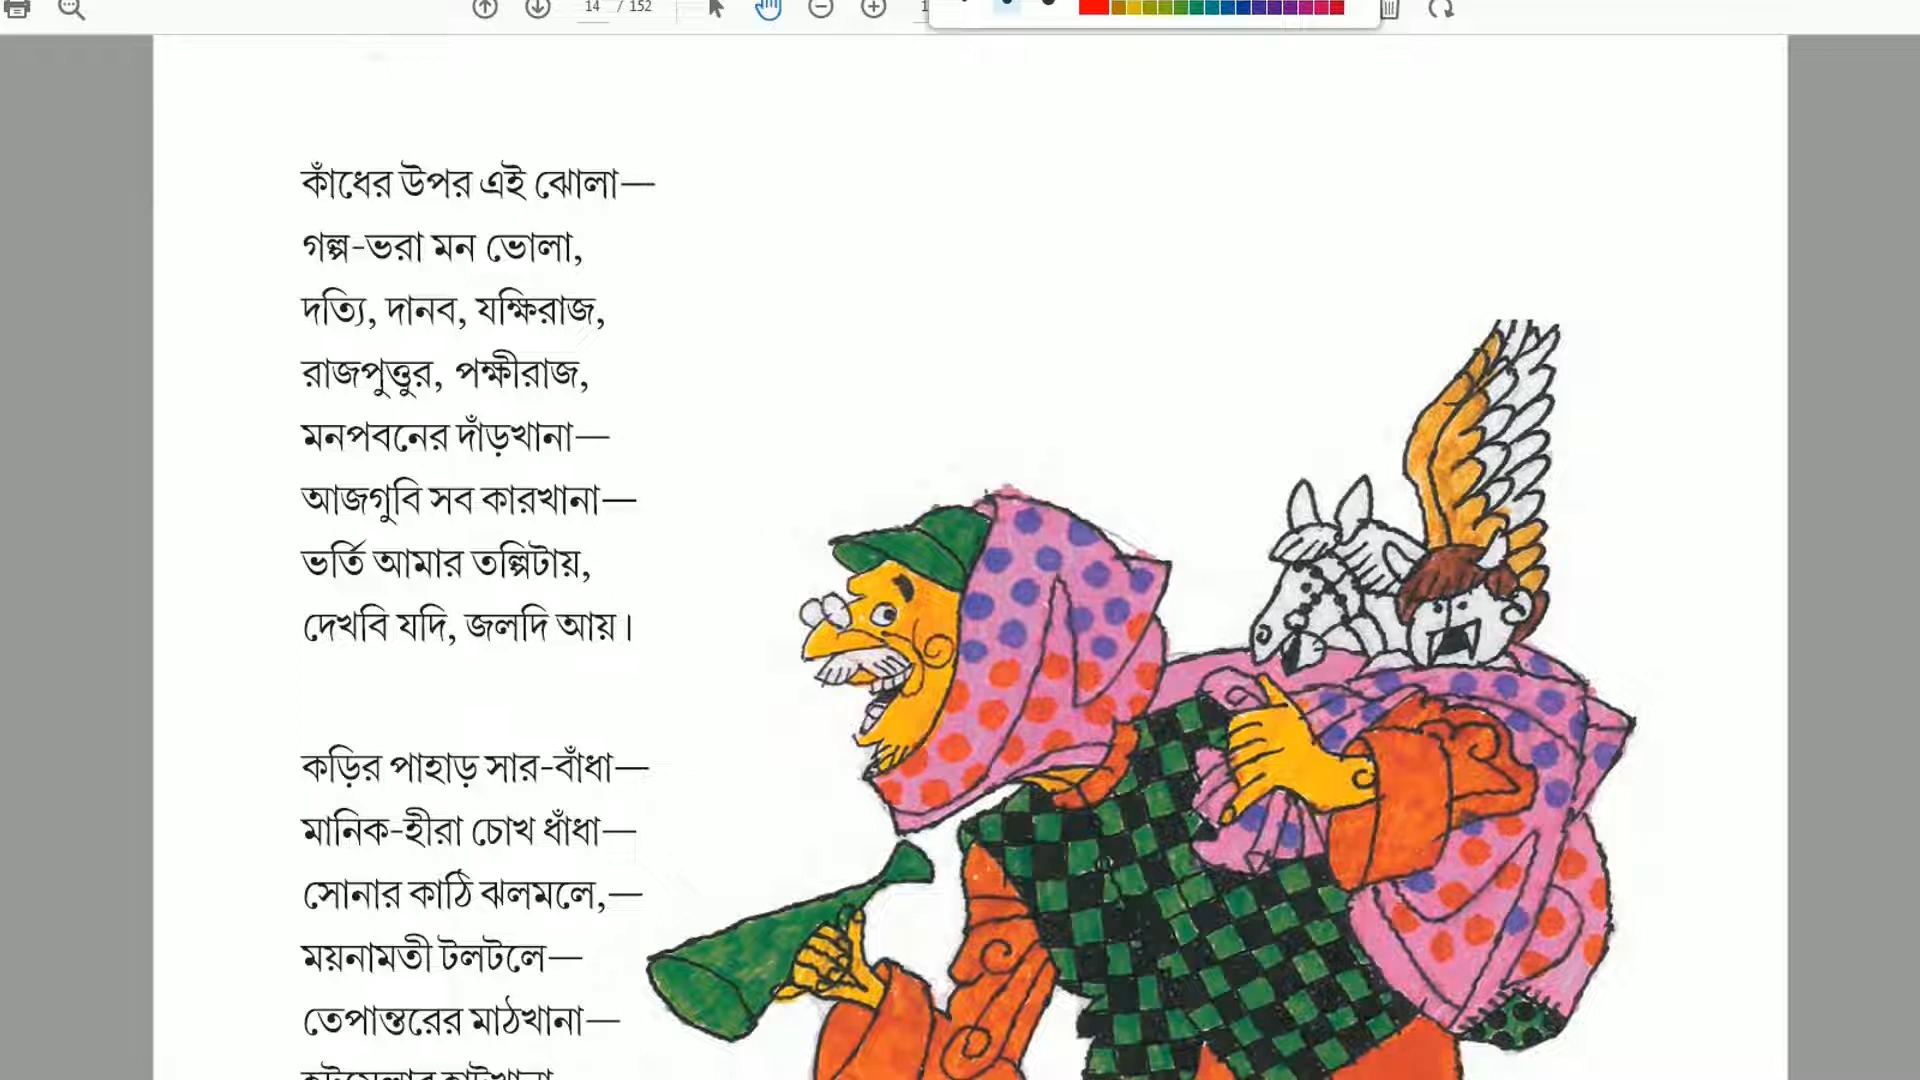 14 / 152
কাঁধের উপর এই ঝোলা—
গল্প-ভরা মন ভোলা,
দত্যি, দানব, যক্ষিরাজ,
রাজপুত্তুর, পক্ষীরাজ,
মনপবনের দাঁড়খানা—
আজগুবি সব কারখানা—
ভর্তি আমার তল্পিটায়,
দেখবি যদি, জলদি আয়।
কড়ির পাহাড় সার-বাঁধা—
মানিক-হীরা চোখ ধাঁধা—
সোনার কাঠি ঝলমলে,—
ময়নামতী টলটলে—
তেপান্তরের মাঠখানা—